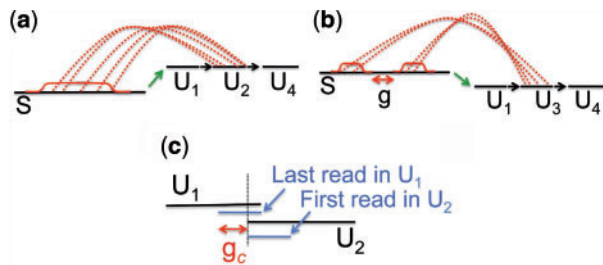 (a)
U1 U2 U4
S
(b)
S
g
U1 U3 U4
(c)
U1
Last read in U1
First read in U2
gc
U2